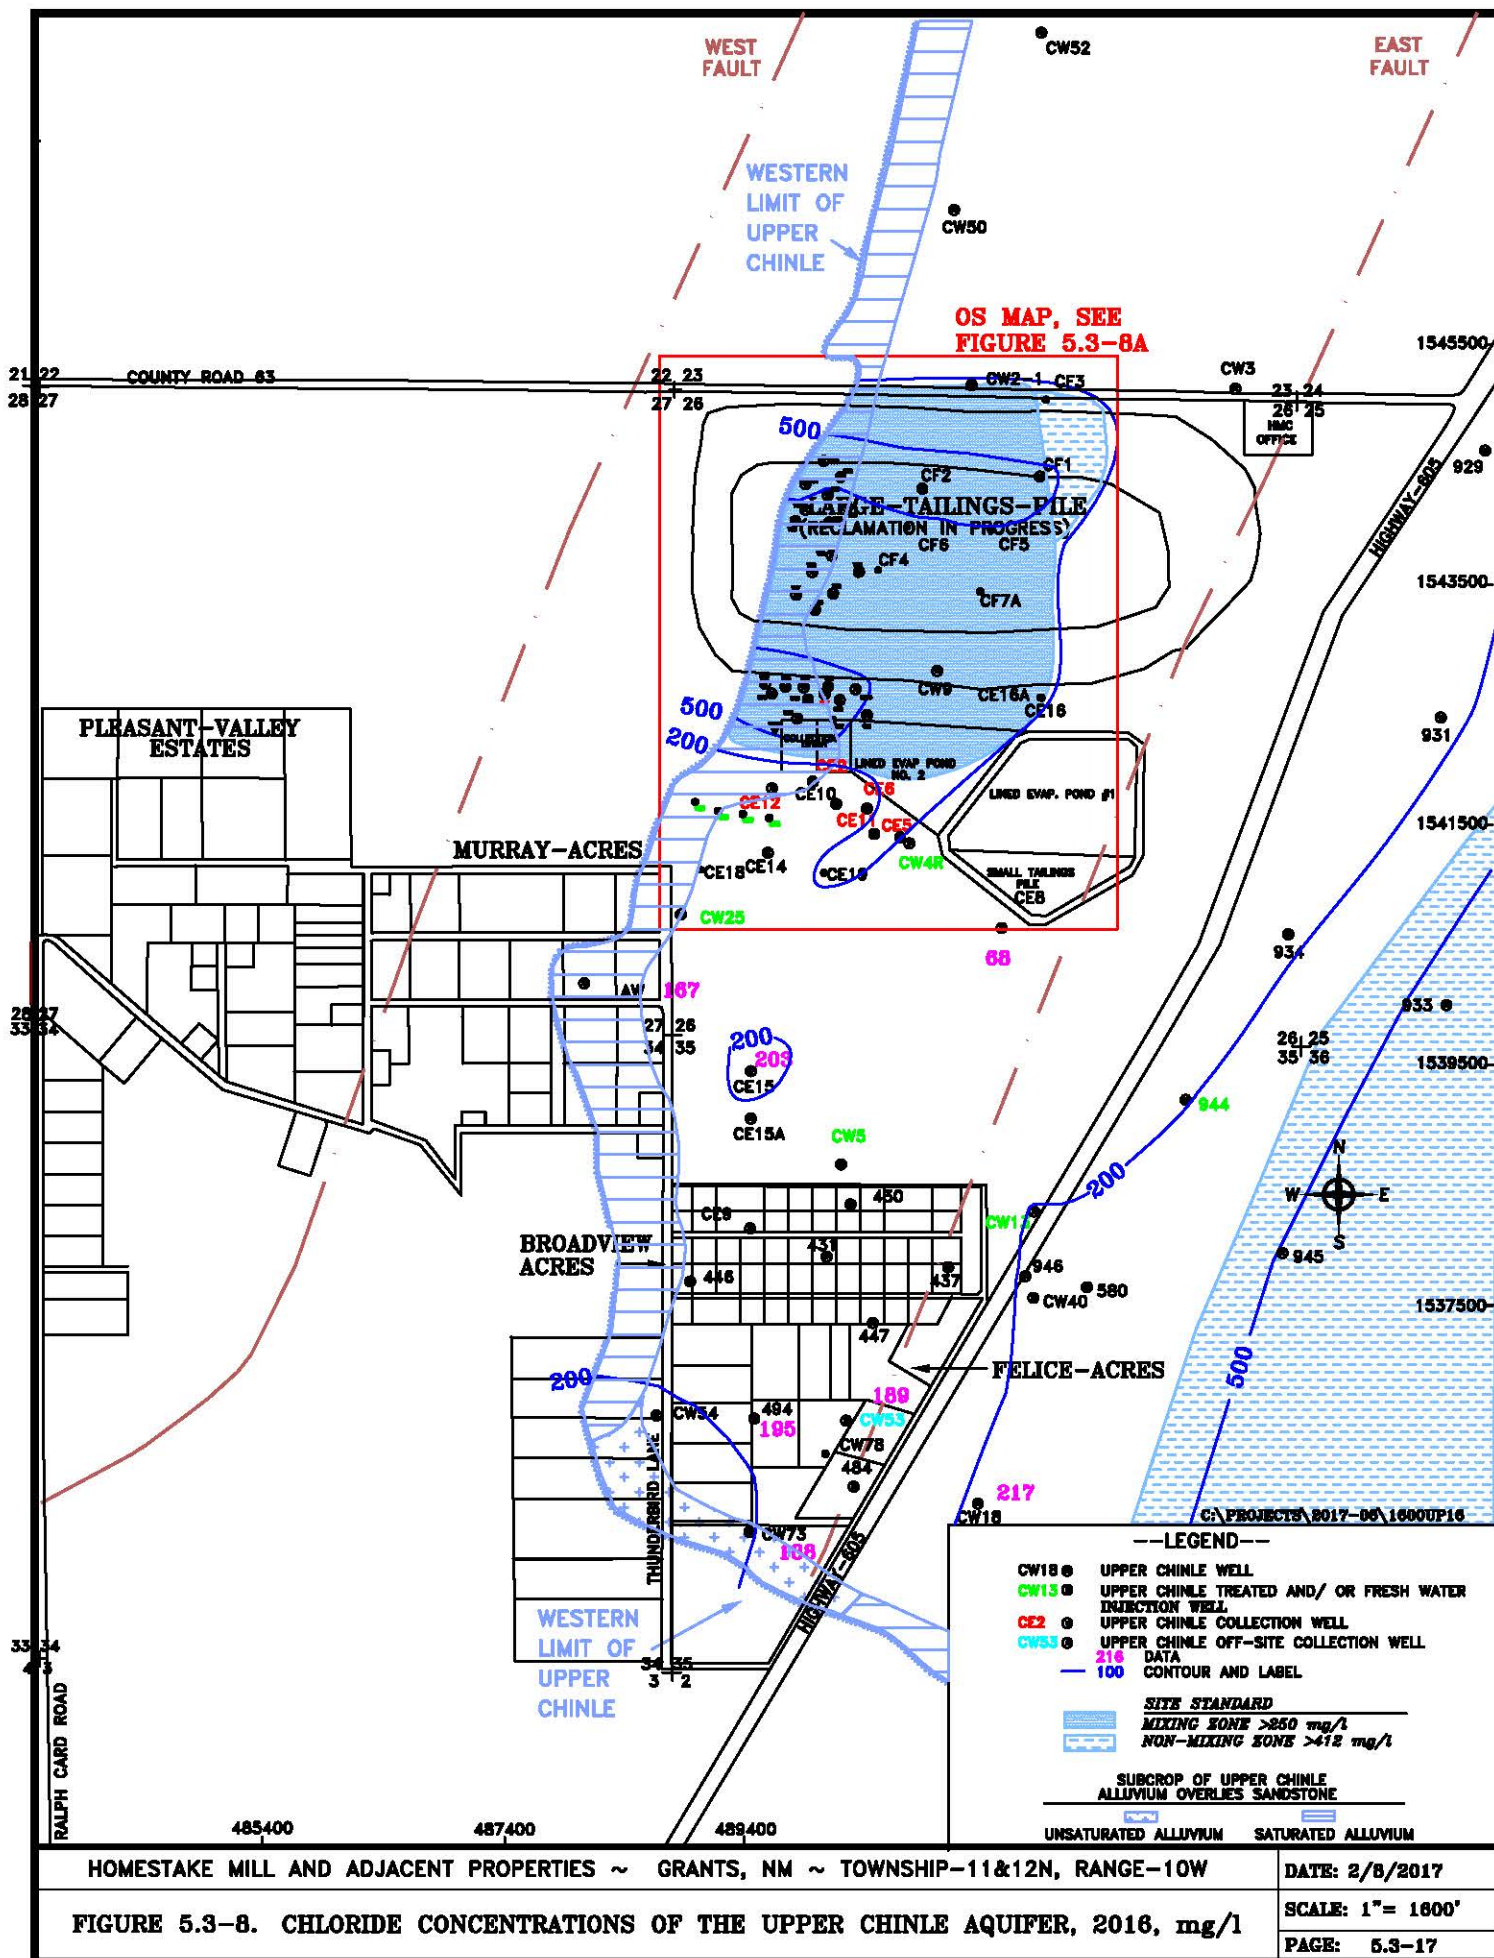 WEST
FAULT
EAST
FAULT
CW52
WESTERN
LIMIT OF
UPPER
CHINLE
CW50
OS MAP, SEE
FIGURE 5.3-8A
1545500
21 22
28 27
COUNTY ROAD 63
22 23
27 26
CW2-1
CF3
CW3
23 24
26 25
HMC
OFFICE
500
CF2
CF1
929
HIGHWAY-605
LARGE-TAILINGS-PILE
(RECLAMATION IN PROGRESS)
CF6
CF5
CF4
CF7A
1543500
CW9
CE16A
CE16
500
200
931
PLEASANT-VALLEY
ESTATES
LINED EVAP POND
NO. 2
LINED EVAP. POND #1
CE2
CE10
CE6
CE12
CE11
CE5
CW4R
1541500
MURRAY-ACRES
CE18
CE14
CE19
SMALL TAILINGS
PILE
CE8
CW25
68
934
AW
167
933
28 27
33 34
27 26
34 35
26 25
35 36
200
203
CE15
1539500
CE15A
944
CW5
200
N
W
E
S
450
CW13
CE9
BROADVIEW
ACRES
431
446
437
946
945
580
CW40
1537500
447
FELICE-ACRES
500
200
189
CW54
494
195
CW53
CW78
484
THUNDERBIRD LANE
217
CW18
CW73
188
HIGHWAY-605
C:\PROJECTS\2017-06\1600UP16
--LEGEND--
CW18 UPPER CHINLE WELL
CW13 UPPER CHINLE TREATED AND/ OR FRESH WATER
INJECTION WELL
CE2 UPPER CHINLE COLLECTION WELL
CW53 UPPER CHINLE OFF-SITE COLLECTION WELL
216 DATA
100 CONTOUR AND LABEL
SITE STANDARD
MIXING ZONE >250 mg/l
NON-MIXING ZONE >412 mg/l
SUBCROP OF UPPER CHINLE
ALLUVIUM OVERLIES SANDSTONE
UNSATURATED ALLUVIUM SATURATED ALLUVIUM
WESTERN
LIMIT OF
UPPER
CHINLE
33 34
4 3
34 35
3 2
RALPH CARD ROAD
485400
487400
489400
HOMESTAKE MILL AND ADJACENT PROPERTIES ~ GRANTS, NM ~ TOWNSHIP-11&12N, RANGE-10W
DATE: 2/8/2017
FIGURE 5.3-8. CHLORIDE CONCENTRATIONS OF THE UPPER CHINLE AQUIFER, 2016, mg/l
SCALE: 1"= 1600'
PAGE: 5.3-17